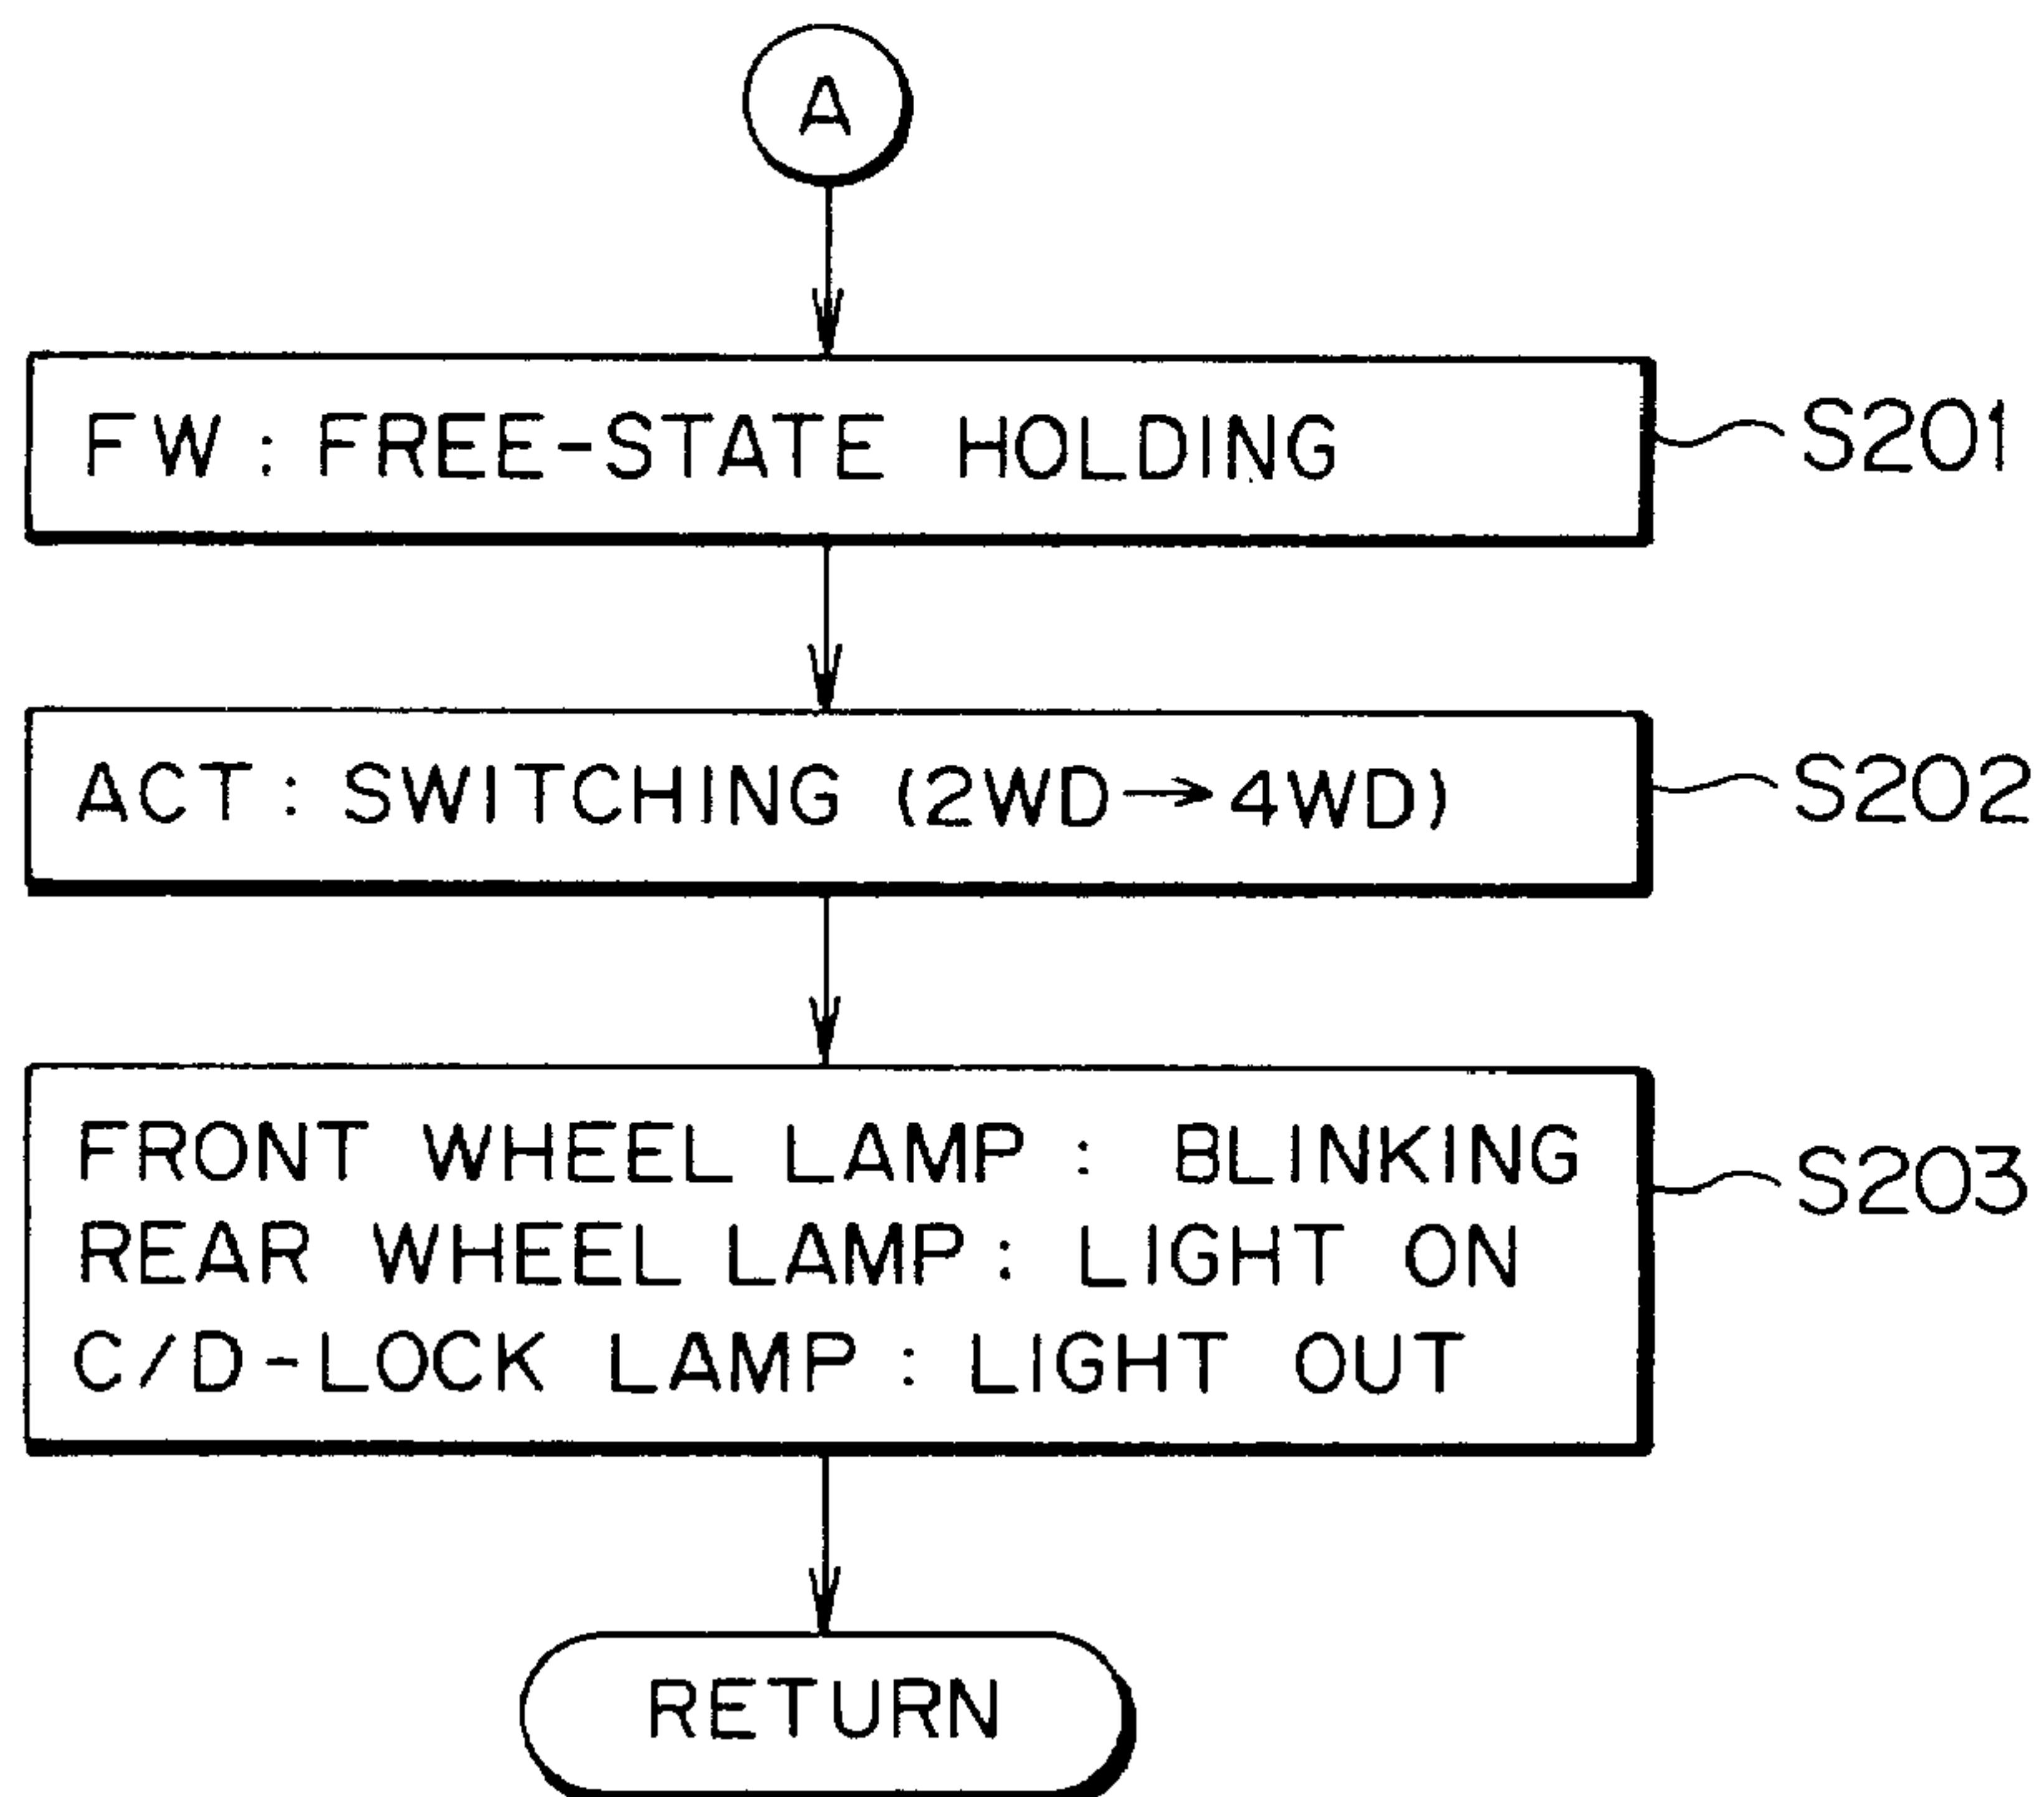 A
FW: FREE-STATE HOLDING
S201
ACT: SWITCHING (2WD→4WD)
S202
FRONT WHEEL LAMP: BLINKING
S203
REAR WHEEL LAMP: LIGHT ON
C/D-LOCK LAMP: LIGHT OUT
RETURN